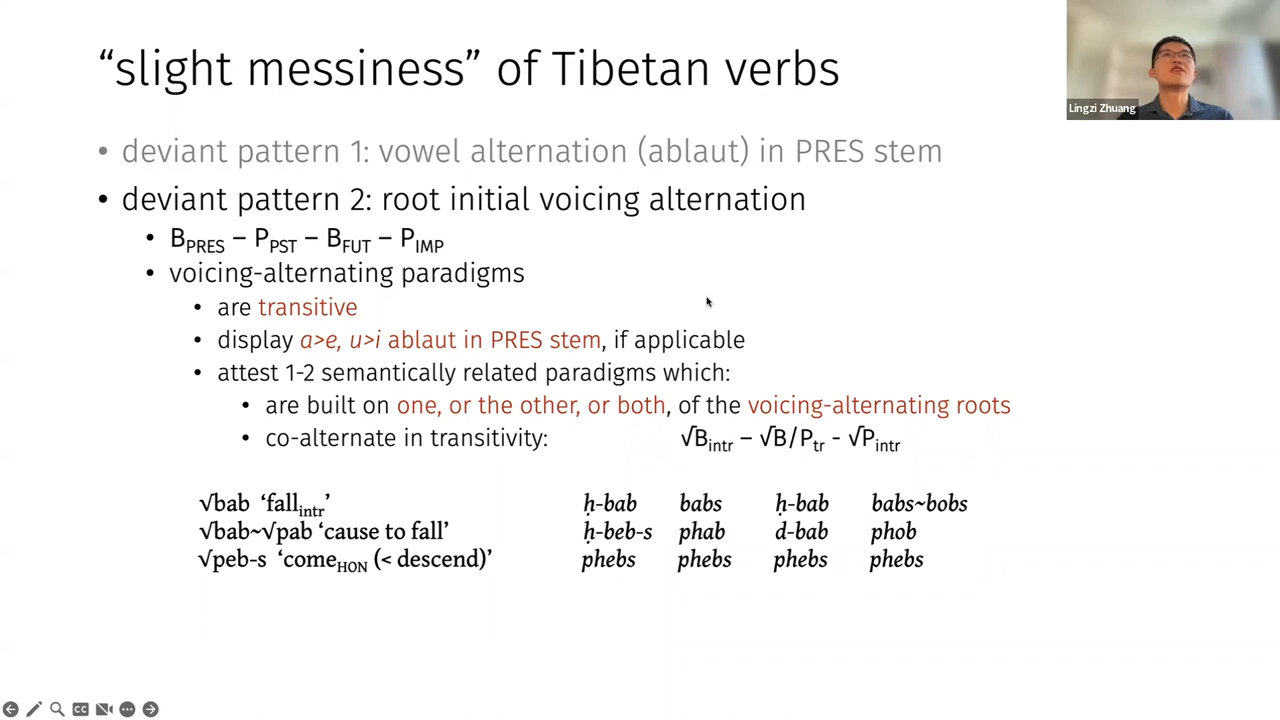 “slight messiness” of Tibetan verbs
Lingzi Zhuang
• deviant pattern 1: vowel alternation (ablaut) in PRES stem
• deviant pattern 2: root initial voicing alternation
• B_PRES – P_PST – B_FUT – P_IMP
• voicing-alternating paradigms
• are transitive
• display a>e, u>i ablaut in PRES stem, if applicable
• attest 1-2 semantically related paradigms which:
• are built on one, or the other, or both, of the voicing-alternating roots
• co-alternate in transitivity: √B_intr – √B/P_tr - √P_intr
√bab ‘fall_intr’ ḥ-bab babs ḥ-bab babs~bobs
√bab~√pab ‘cause to fall’ ḥ-beb-s phab d-bab phob
√peb-s ‘come_HON (< descend)’ phebs phebs phebs phebs
CC